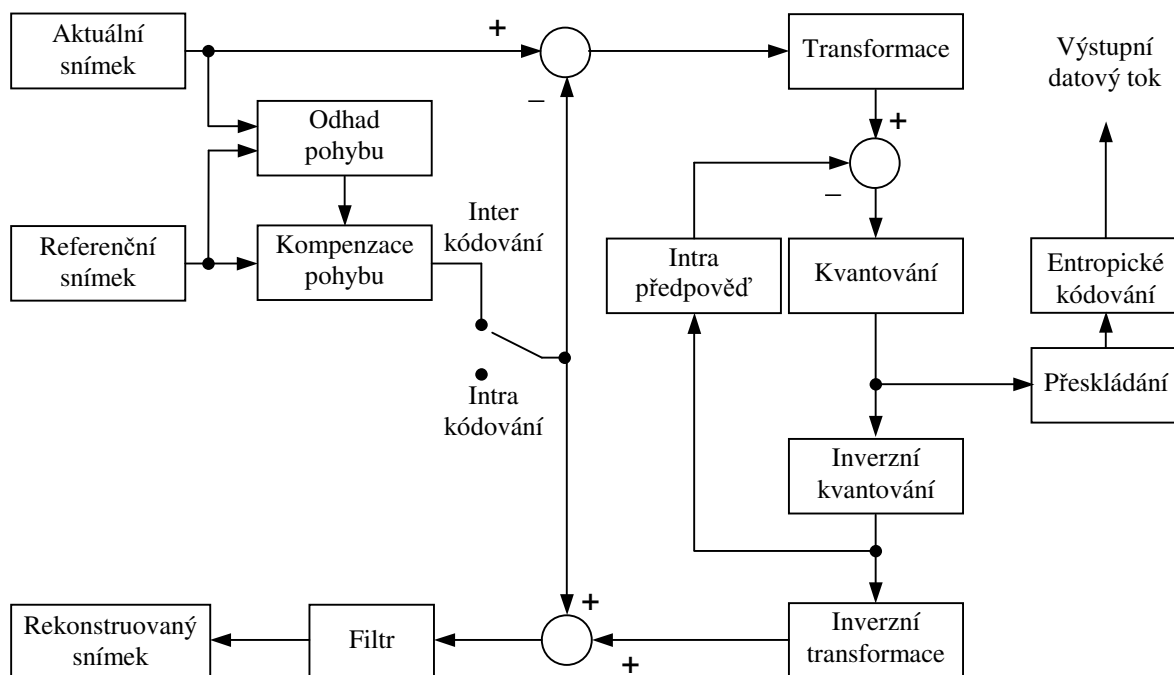 Aktuální
snímek
+
Transformace
Výstupní
datový tok
–
Odhad
pohybu
+
–
Referenční
snímek
Kompenzace
pohybu
Inter
kódování
Intra
předpověď
Kvantování
Entropické
kódování
Intra
kódování
Přeskládání
Inverzní
kvantování
Rekonstruovaný
snímek
Filtr
+
+
Inverzní
transformace